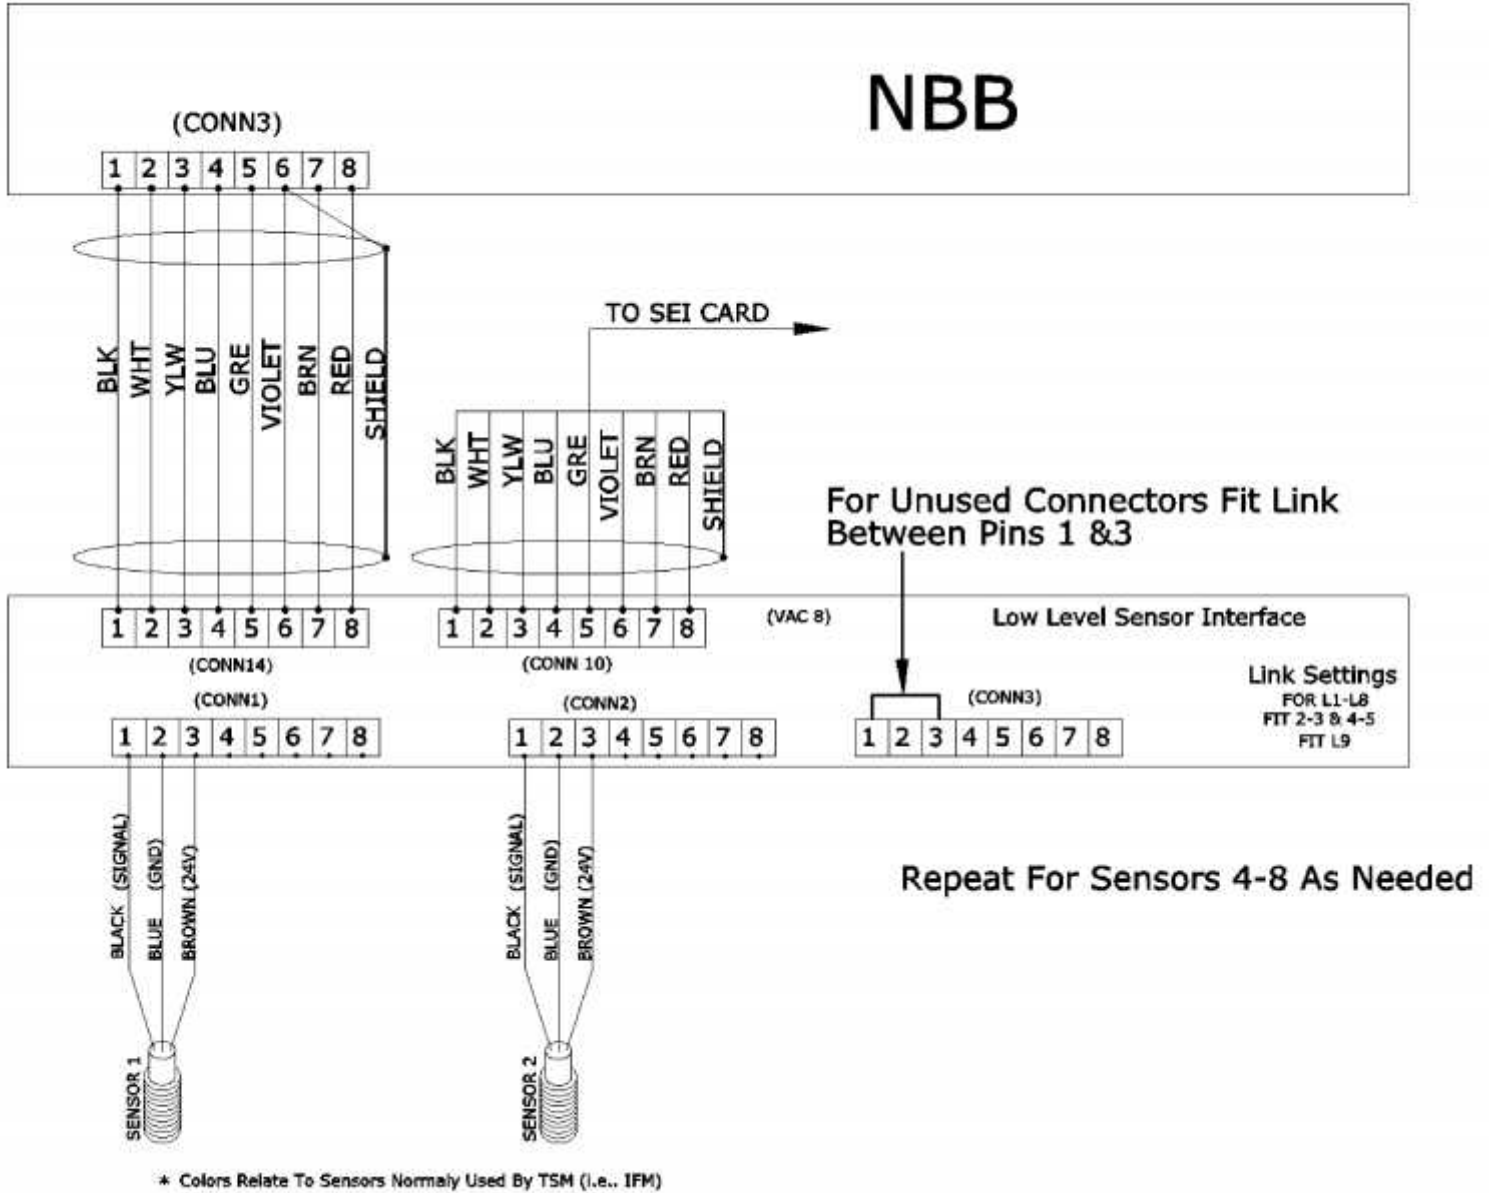 NBB
(CONN3)
1 2 3 4 5 6 7 8
BLK
WHT
YLW
BLU
GRE
VIOLET
BRN
RED
SHIELD
TO SEI CARD
BLK
WHT
YLW
BLU
GRE
VIOLET
BRN
RED
SHIELD
For Unused Connectors Fit Link
Between Pins 1 &3
1 2 3 4 5 6 7 8
(CONN14)
1 2 3 4 5 6 7 8
(CONN 10)
(VAC 8)
Low Level Sensor Interface
Link Settings
FOR L1-L8
FIT 2-3 & 4-5
FIT L9
(CONN1)
1 2 3 4 5 6 7 8
(CONN2)
1 2 3 4 5 6 7 8
(CONN3)
1 2 3 4 5 6 7 8
BLACK (SIGNAL)
BLUE (GND)
BROWN (24V)
BLACK (SIGNAL)
BLUE (GND)
BROWN (24V)
Repeat For Sensors 4-8 As Needed
SENSOR 1
SENSOR 2
* Colors Relate To Sensors Normaly Used By TSM (i.e.. IFM)